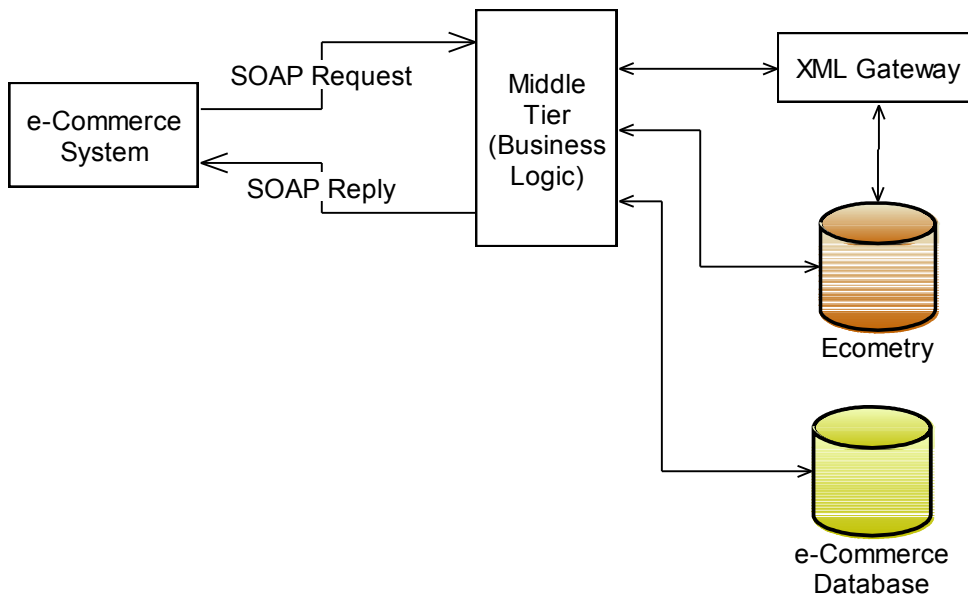 e-Commerce
System
SOAP Request
SOAP Reply
Middle
Tier
(Business
Logic)
XML Gateway
Ecometry
e-Commerce
Database